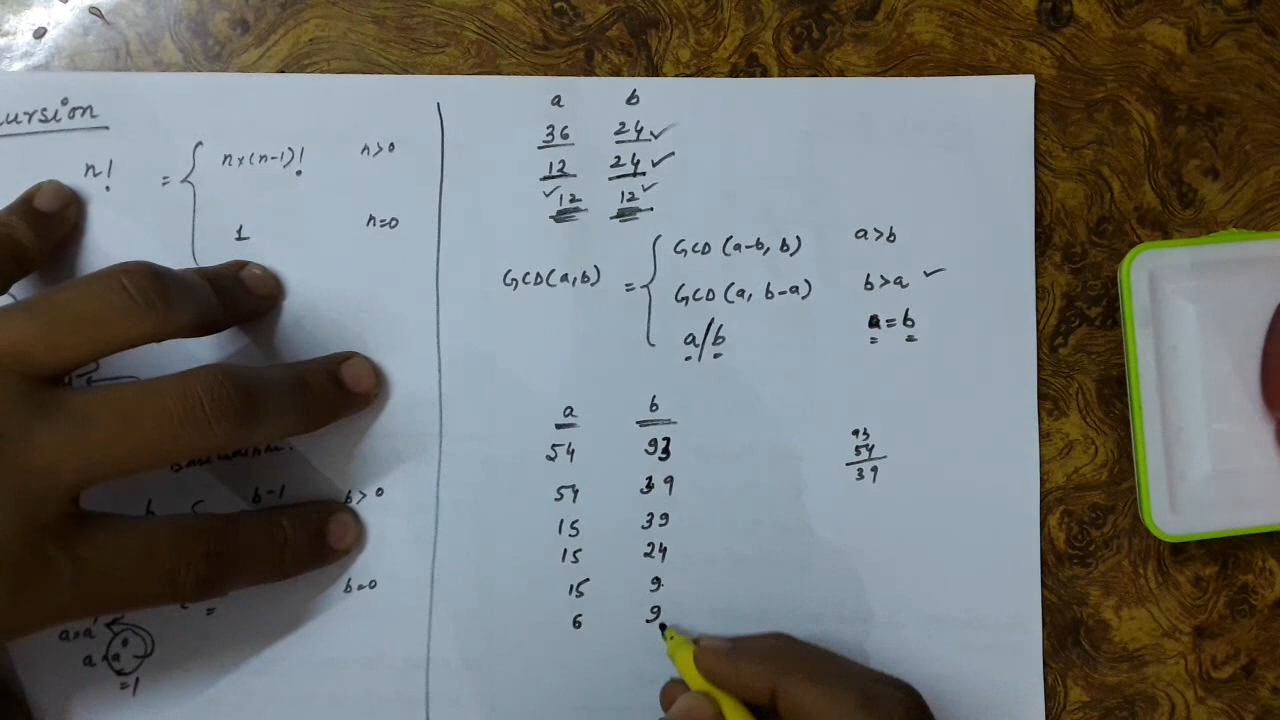 ursion
n! = n×(n-1)! n>0
1 n=0
b-1 b>0
b=0
a×a'
=1
a b
36 24 ✓
12 24 ✓
✓12 12 ✓
GCD(a,b) = GCD(a-b, b) a>b
GCD(a, b-a) b>a ✓
a/b a=b
a b
54 93
54 39
15 39
15 24
15 9
6 9
93
54
39